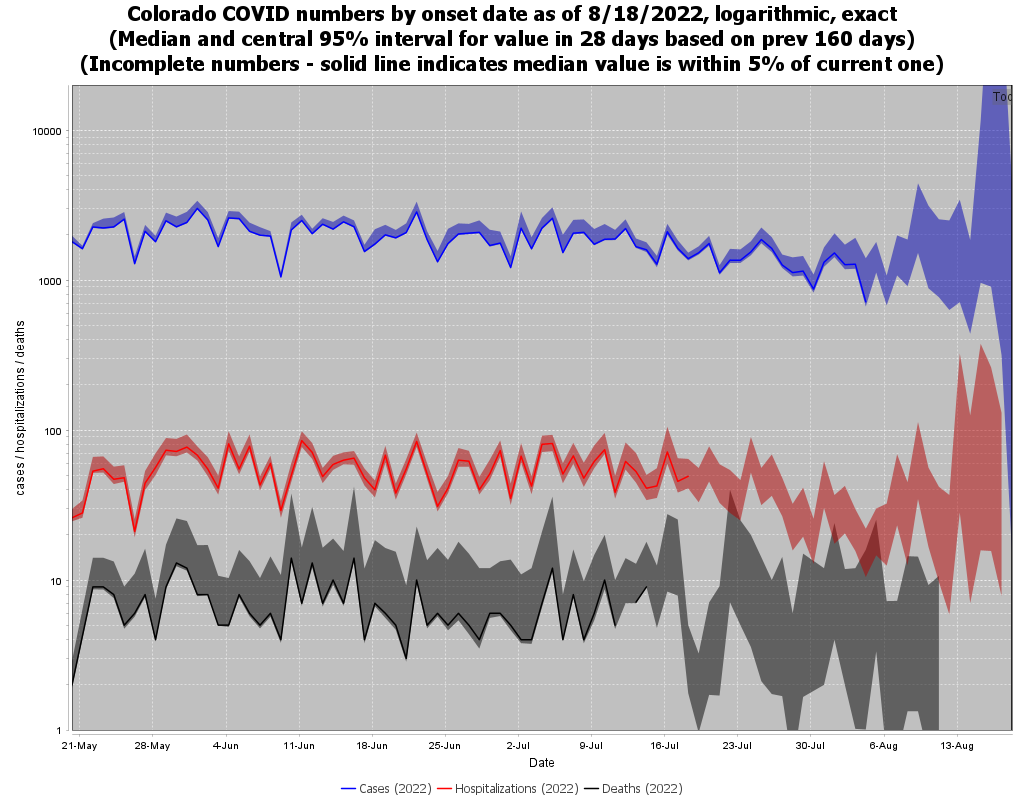 Colorado COVID numbers by onset date as of 8/18/2022, logarithmic, exact
(Median and central 95% interval for value in 28 days based on prev 160 days)
(Incomplete numbers - solid line indicates median value is within 5% of current one)
10000
1000
100
10
1
cases / hospitalizations / deaths
21-May 28-May 4-Jun 11-Jun 18-Jun 25-Jun 2-Jul 9-Jul 16-Jul 23-Jul 30-Jul 6-Aug 13-Aug
Date
Cases (2022) Hospitalizations (2022) Deaths (2022)